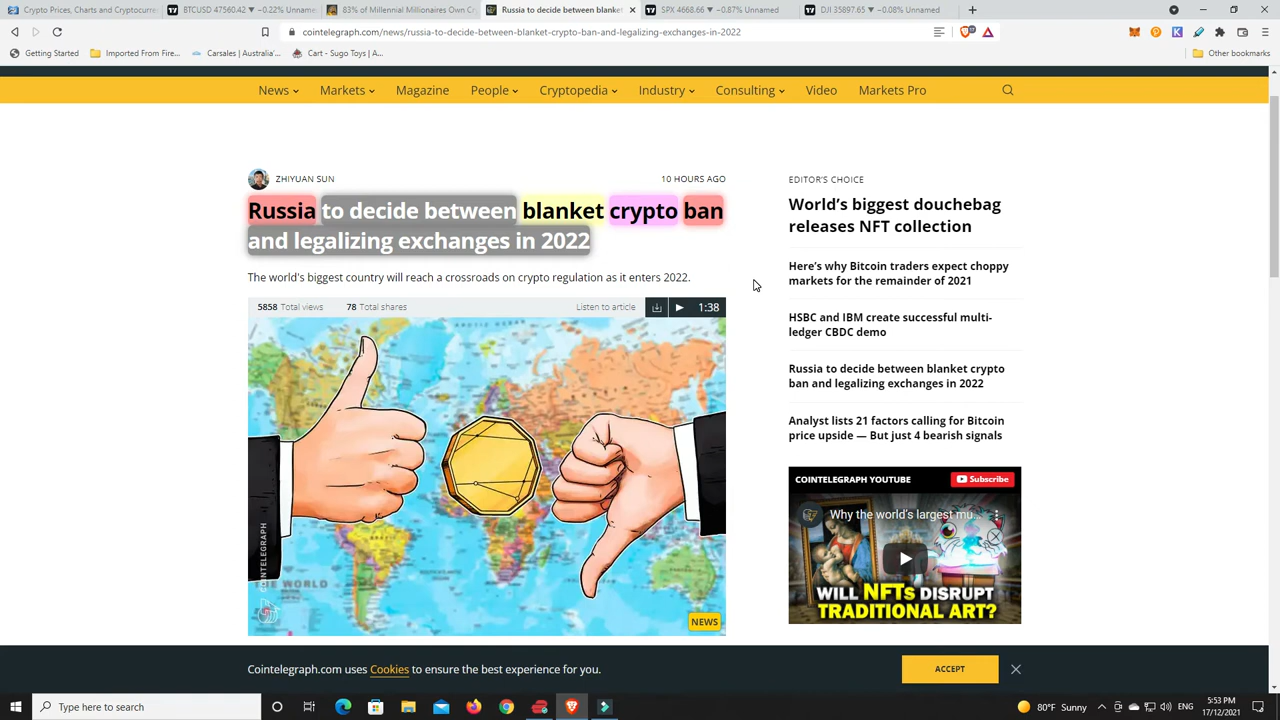 Crypto Prices, Charts and Cryptocurr
BTCUSD 47560.42 ▼ −0.22% Unname
83% of Millennial Millionaires Own C
Russia to decide between blanket
SPX 4668.66 ▼ −0.87% Unnamed
DJI 35897.65 ▼ −0.08% Unnamed
cointelegraph.com/news/russia-to-decide-between-blanket-crypto-ban-and-legalizing-exchanges-in-2022
Getting Started
Imported From Fire...
Carsales | Australia'...
Cart - Sugo Toys | A...
Other bookmarks
News
Markets
Magazine
People
Cryptopedia
Industry
Consulting
Video
Markets Pro
ZHIYUAN SUN
10 HOURS AGO
Russia to decide between blanket crypto ban
and legalizing exchanges in 2022
The world's biggest country will reach a crossroads on crypto regulation as it enters 2022.
5858 Total views
78 Total shares
Listen to article
1:38
COINTELEGRAPH
THE WORLD
NEWS
EDITOR'S CHOICE
World's biggest douchebag
releases NFT collection
Here's why Bitcoin traders expect choppy
markets for the remainder of 2021
HSBC and IBM create successful multi-
ledger CBDC demo
Russia to decide between blanket crypto
ban and legalizing exchanges in 2022
Analyst lists 21 factors calling for Bitcoin
price upside — But just 4 bearish signals
COINTELEGRAPH YOUTUBE
Subscribe
Why the world's largest mu...
WILL NFTs DISRUPT
TRADITIONAL ART?
Cointelegraph.com uses Cookies to ensure the best experience for you.
ACCEPT
Type here to search
80°F Sunny
ENG
5:53 PM
17/12/2021